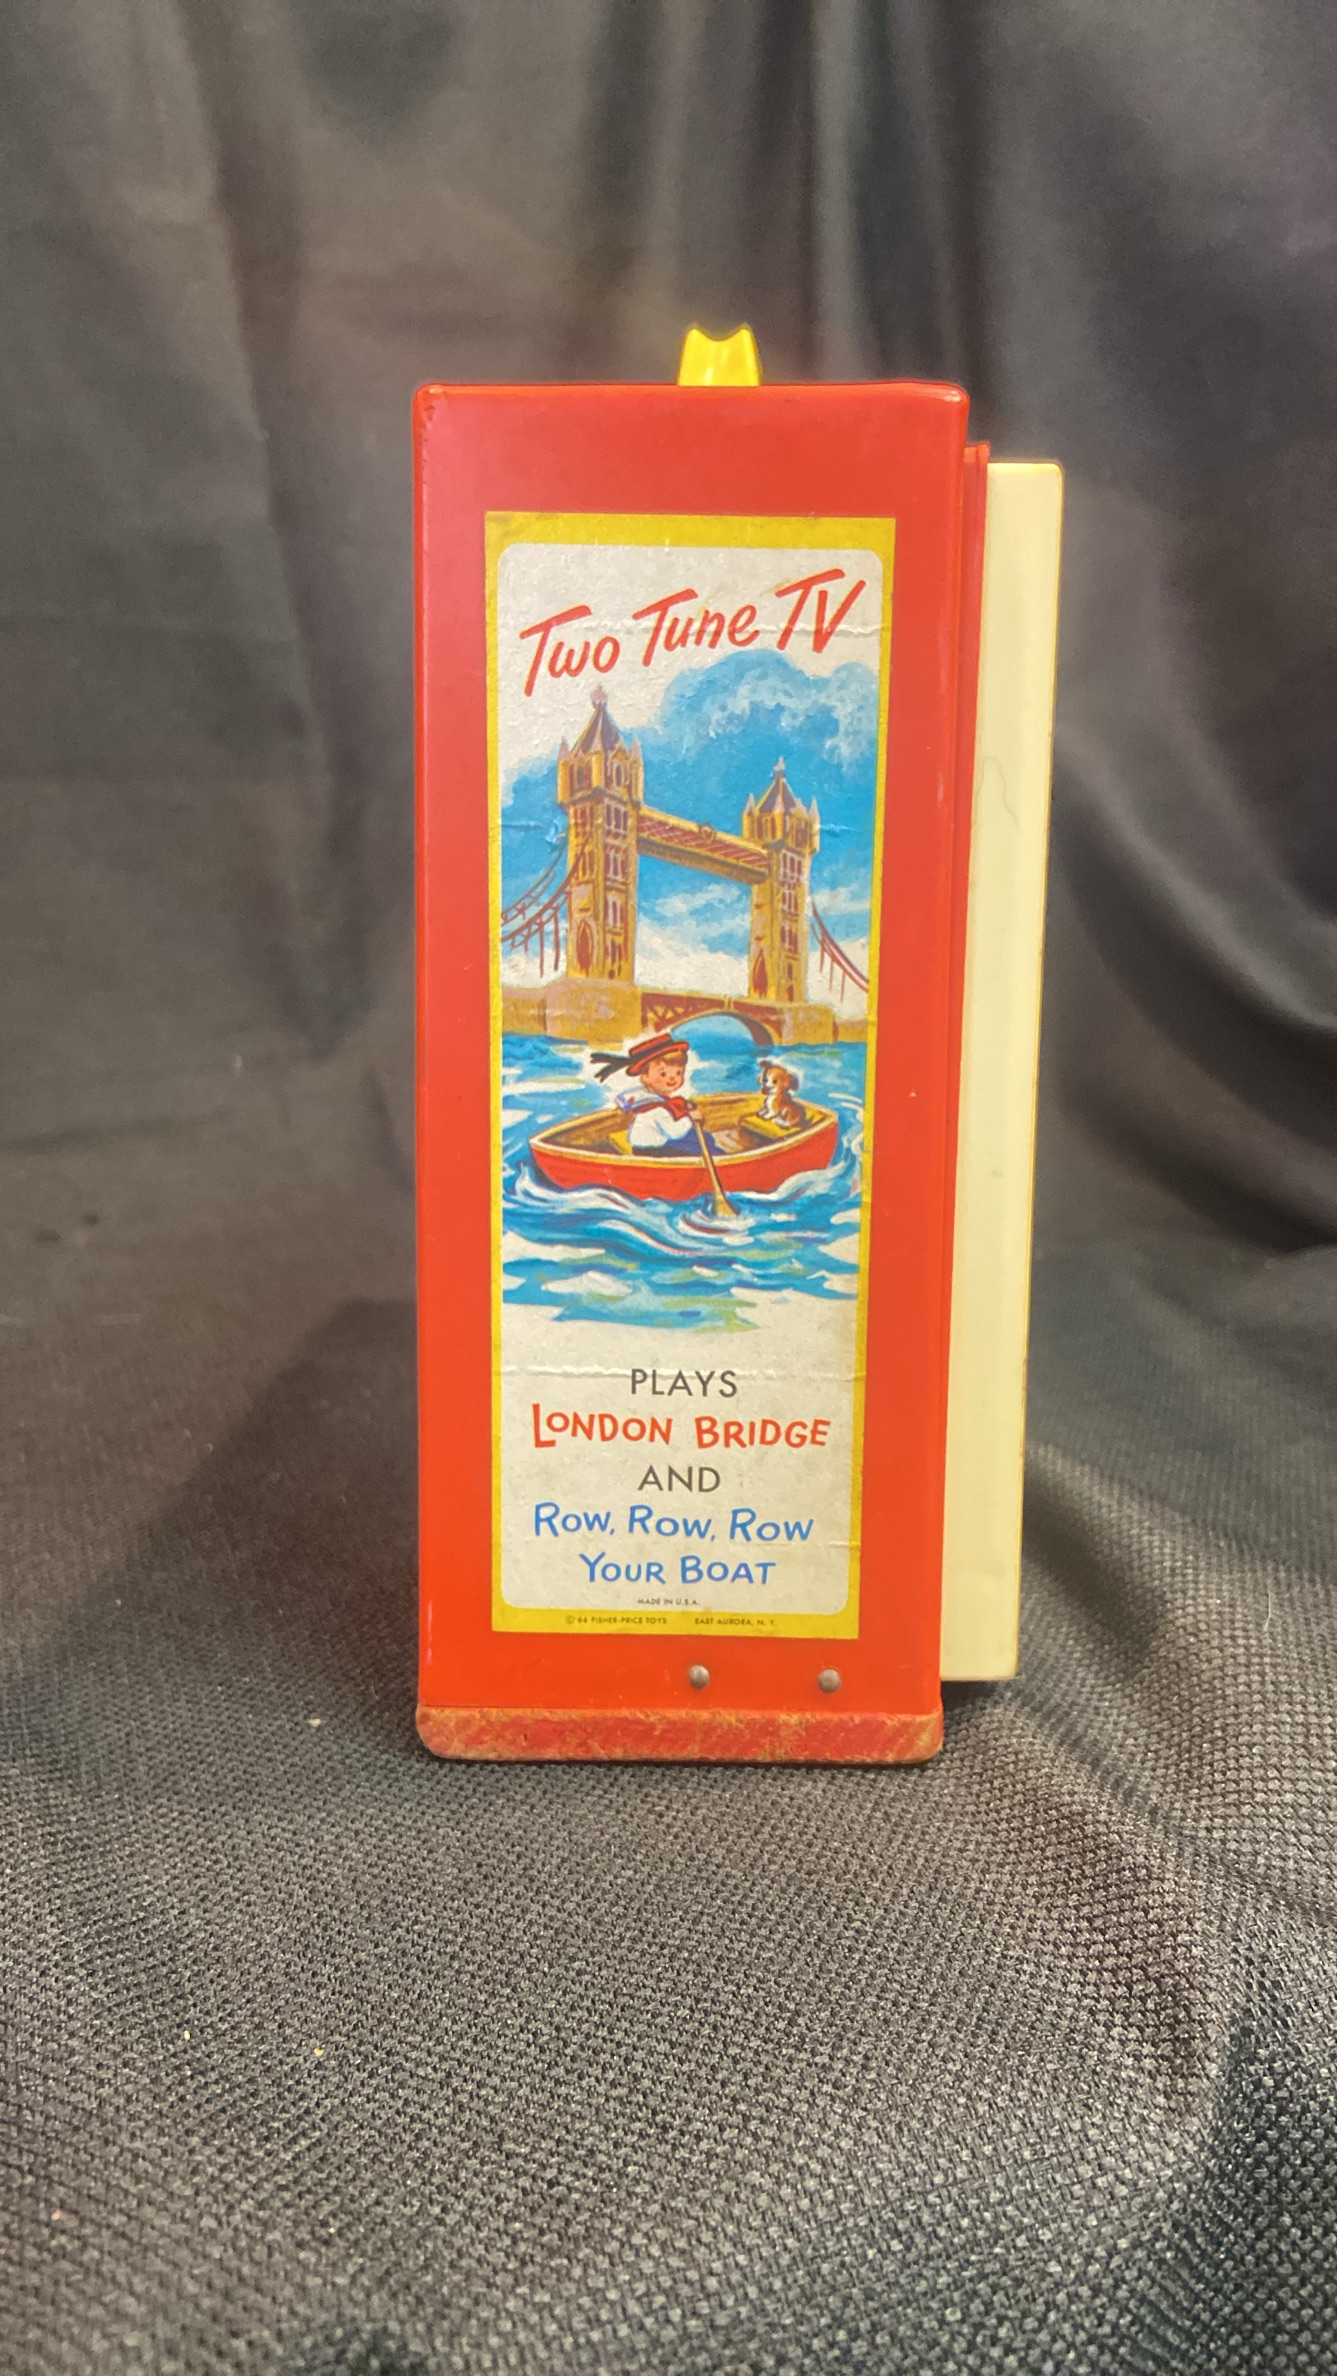 Two Tune TV
PLAYS
LONDON BRIDGE
AND
ROW, ROW, ROW
YOUR BOAT
MADE IN U.S.A.
© 66 FISHER-PRICE TOYS EAST AURORA, N. Y.